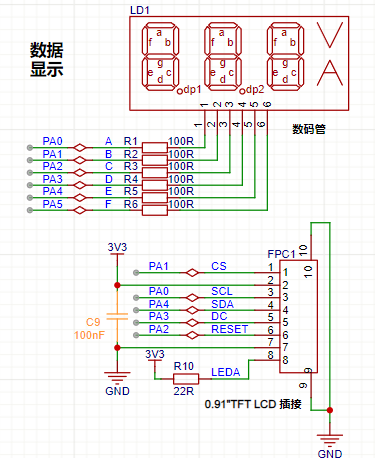 LD1
数据
显示
a
f b
g
e c
d
a
f b
g
e c
d
a
f b
g
e c
d
V
A
dp1 dp2
1 2 3 4 5 6
1 2 3 4 5 6
数码管
PA0 A R1 100R
PA1 B R2 100R
PA2 C R3 100R
PA3 D R4 100R
PA4 E R5 100R
PA5 F R6 100R
3V3
FPC1
10
10
PA1 CS 1 1
2 2
PA0 SCL 3 3
PA4 SDA 4 4
PA3 DC 5 5
PA2 RESET 6 6
7 7
8 8
C9
100nF
3V3
R10
22R
LEDA
9
9
GND
0.91"TFT LCD 插接
GND